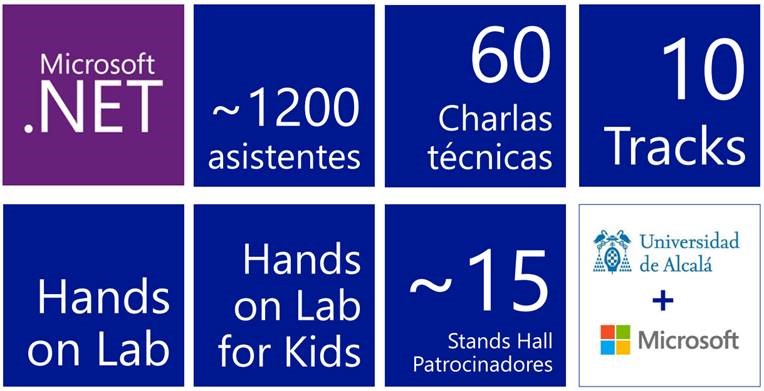 Microsoft
.NET
~1200
asistentes
60
Charlas
técnicas
10
Tracks
Hands
on Lab
Hands
on Lab
for Kids
~15
Stands Hall
Patrocinadores
Universidad
de Alcalá
+
Microsoft